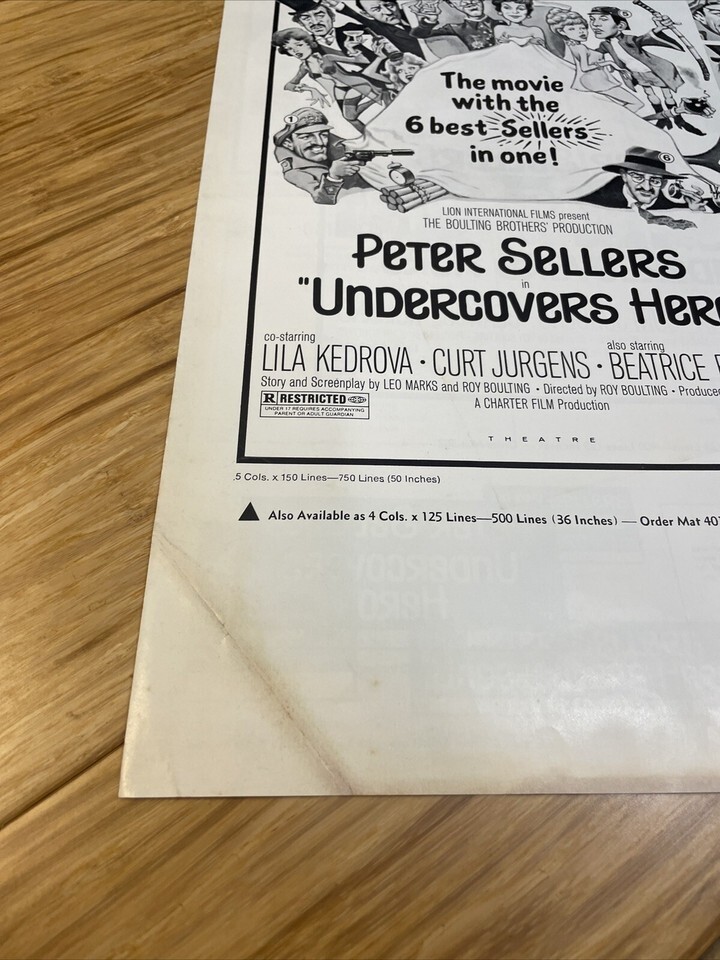 The movie
with the
6 best Sellers
in one!
1
6
LION INTERNATIONAL FILMS present
THE BOULTING BROTHERS' PRODUCTION
PETER SELLERS
in
"UNDERCOVERS HER
co-starring
also starring
LILA KEDROVA • CURT JURGENS • BEATRICE
Story and Screenplay by LEO MARKS and ROY BOULTING • Directed by ROY BOULTING • Produce
A CHARTER FILM Production
R RESTRICTED
UNDER 17 REQUIRES ACCOMPANYING
PARENT OR ADULT GUARDIAN
THEATRE
5 Cols. x 150 Lines—750 Lines (50 Inches)
Also Available as 4 Cols. x 125 Lines—500 Lines (36 Inches) — Order Mat 40